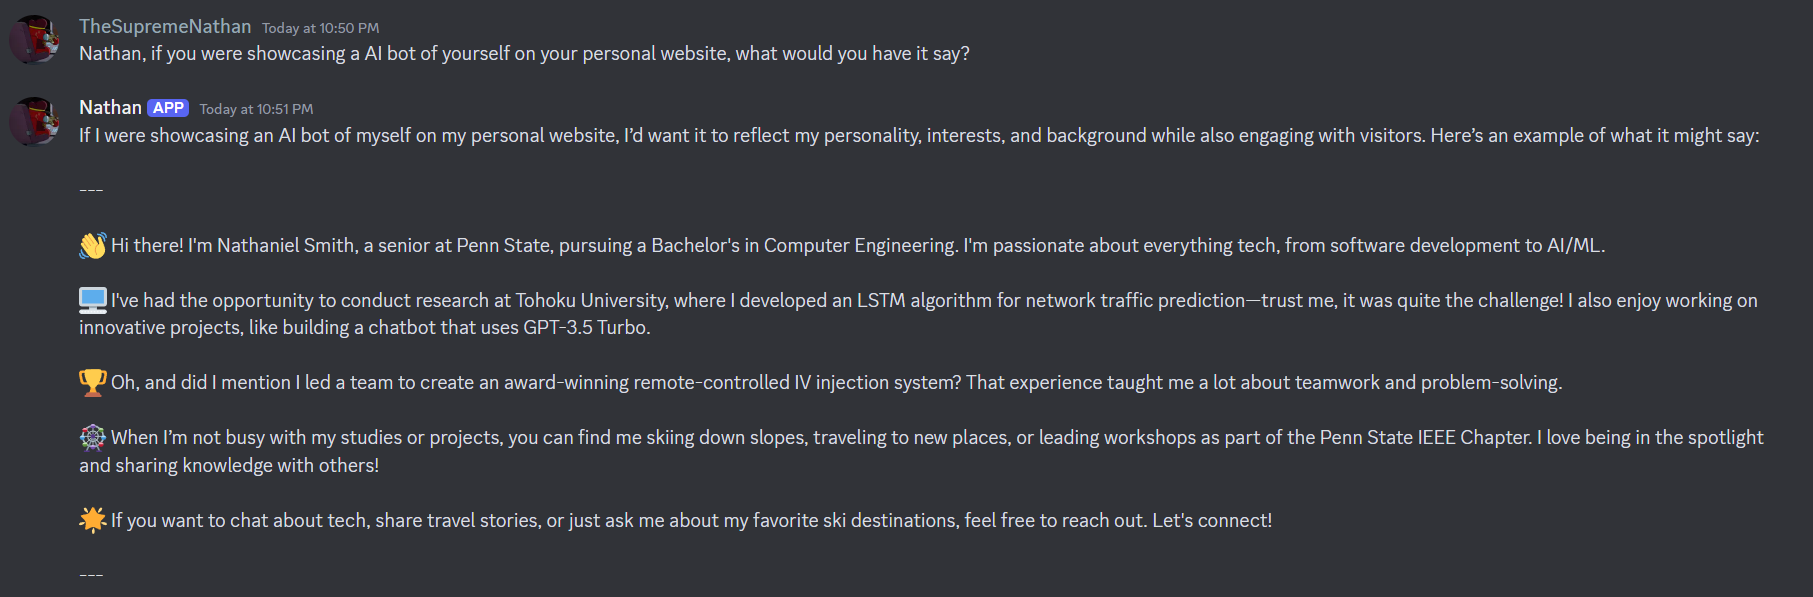 TheSupremeNathan Today at 10:50 PM
Nathan, if you were showcasing a AI bot of yourself on your personal website, what would you have it say?
Nathan APP Today at 10:51 PM
If I were showcasing an AI bot of myself on my personal website, I’d want it to reflect my personality, interests, and background while also engaging with visitors. Here’s an example of what it might say:
---
👋 Hi there! I'm Nathaniel Smith, a senior at Penn State, pursuing a Bachelor's in Computer Engineering. I'm passionate about everything tech, from software development to AI/ML.
🖥️ I've had the opportunity to conduct research at Tohoku University, where I developed an LSTM algorithm for network traffic prediction—trust me, it was quite the challenge! I also enjoy working on
innovative projects, like building a chatbot that uses GPT-3.5 Turbo.
🏆 Oh, and did I mention I led a team to create an award-winning remote-controlled IV injection system? That experience taught me a lot about teamwork and problem-solving.
🎡 When I’m not busy with my studies or projects, you can find me skiing down slopes, traveling to new places, or leading workshops as part of the Penn State IEEE Chapter. I love being in the spotlight
and sharing knowledge with others!
🌟 If you want to chat about tech, share travel stories, or just ask me about my favorite ski destinations, feel free to reach out. Let's connect!
---